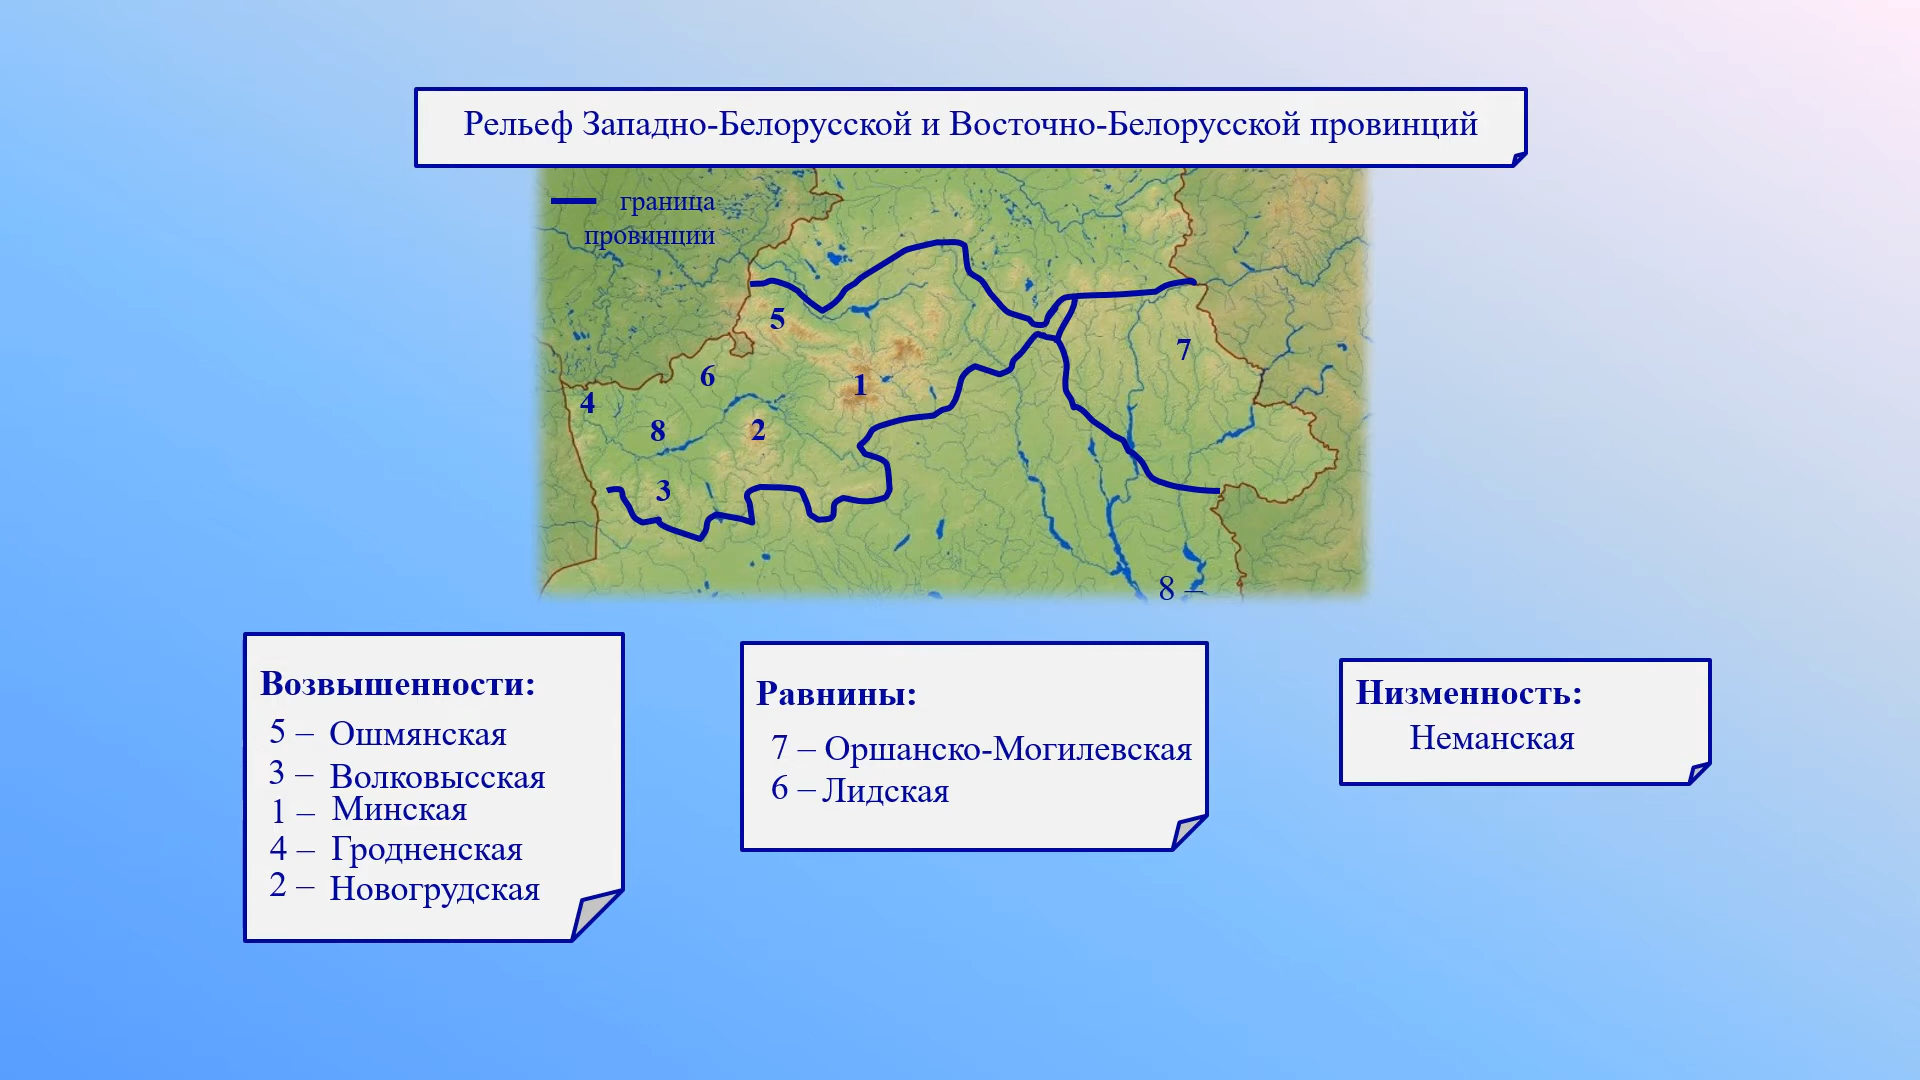 Рельеф Западно-Белорусской и Восточно-Белорусской провинций
граница
провинции
5
7
6
1
4
8
2
3
8 –
Возвышенности:
5 – Ошмянская
3 – Волковысская
1 – Минская
4 – Гродненская
2 – Новогрудская
Равнины:
7 – Оршанско-Могилевская
6 – Лидская
Низменность:
Неманская